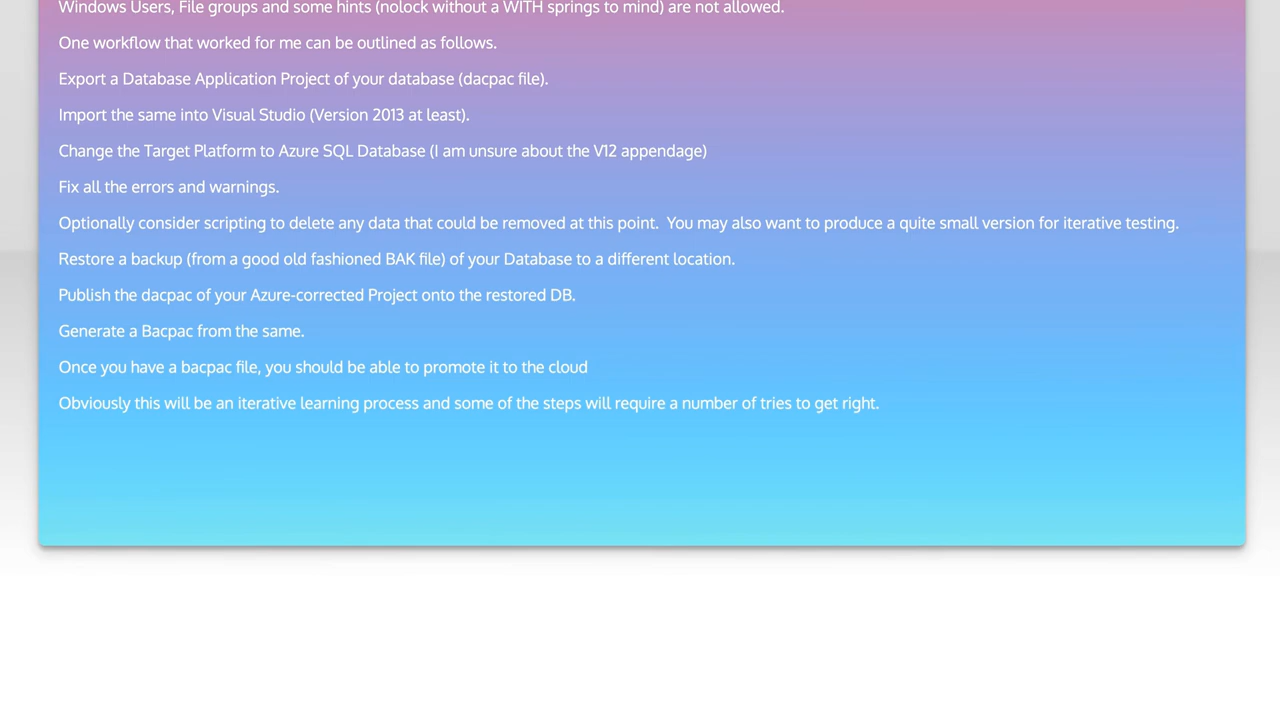 Windows Users, File groups and some hints (nolock without a WITH springs to mind) are not allowed.
One workflow that worked for me can be outlined as follows.
Export a Database Application Project of your database (dacpac file).
Import the same into Visual Studio (Version 2013 at least).
Change the Target Platform to Azure SQL Database (I am unsure about the V12 appendage)
Fix all the errors and warnings.
Optionally consider scripting to delete any data that could be removed at this point.  You may also want to produce a quite small version for iterative testing.
Restore a backup (from a good old fashioned BAK file) of your Database to a different location.
Publish the dacpac of your Azure-corrected Project onto the restored DB.
Generate a Bacpac from the same.
Once you have a bacpac file, you should be able to promote it to the cloud
Obviously this will be an iterative learning process and some of the steps will require a number of tries to get right.